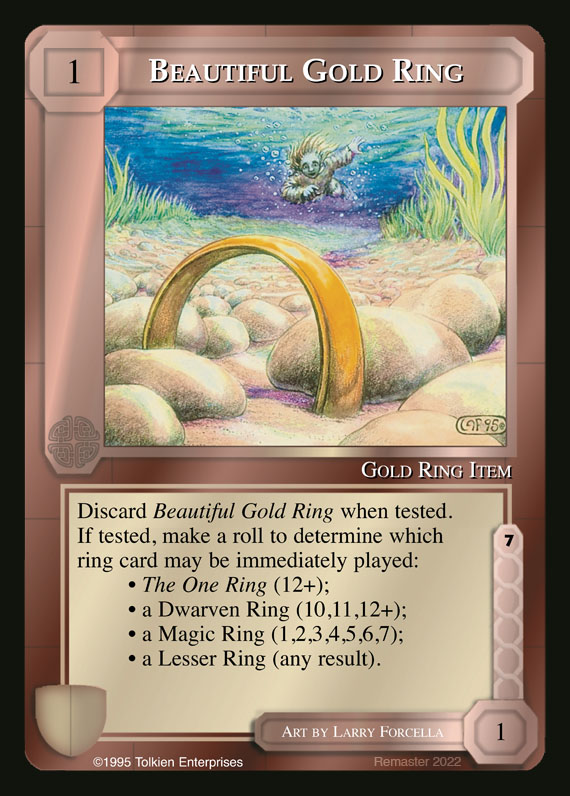 1
Beautiful Gold Ring
Gold Ring Item
Discard Beautiful Gold Ring when tested.
If tested, make a roll to determine which
ring card may be immediately played:
• The One Ring (12+);
• a Dwarven Ring (10,11,12+);
• a Magic Ring (1,2,3,4,5,6,7);
• a Lesser Ring (any result).
7
Art by Larry Forcella
1
©1995 Tolkien Enterprises
Remaster 2022